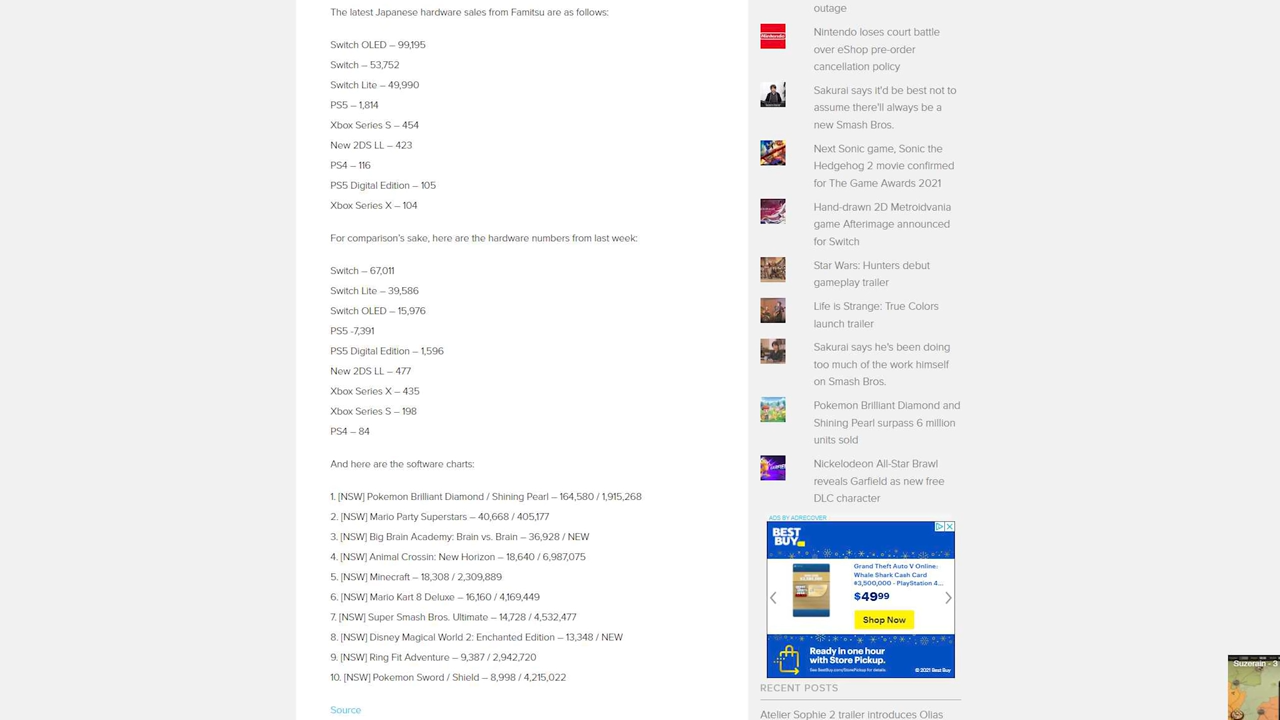 The latest Japanese hardware sales from Famitsu are as follows:
Switch OLED – 99,195
Switch – 53,752
Switch Lite – 49,990
PS5 – 1,814
Xbox Series S – 454
New 2DS LL – 423
PS4 – 116
PS5 Digital Edition – 105
Xbox Series X – 104
For comparison's sake, here are the hardware numbers from last week:
Switch – 67,011
Switch Lite – 39,586
Switch OLED – 15,976
PS5 -7,391
PS5 Digital Edition – 1,596
New 2DS LL – 477
Xbox Series X – 435
Xbox Series S – 198
PS4 – 84
And here are the software charts:
1. [NSW] Pokemon Brilliant Diamond / Shining Pearl – 164,580 / 1,915,268
2. [NSW] Mario Party Superstars – 40,668 / 405,177
3. [NSW] Big Brain Academy: Brain vs. Brain – 36,928 / NEW
4. [NSW] Animal Crossin: New Horizon – 18,640 / 6,987,075
5. [NSW] Minecraft – 18,308 / 2,309,889
6. [NSW] Mario Kart 8 Deluxe – 16,160 / 4,169,449
7. [NSW] Super Smash Bros. Ultimate – 14,728 / 4,532,477
8. [NSW] Disney Magical World 2: Enchanted Edition – 13,348 / NEW
9. [NSW] Ring Fit Adventure – 9,387 / 2,942,720
10. [NSW] Pokemon Sword / Shield – 8,998 / 4,215,022
Source
outage
Nintendo
Nintendo loses court battle
over eShop pre-order
cancellation policy
Sakurai says it'd be best not to
assume there'll always be a
new Smash Bros.
Next Sonic game, Sonic the
Hedgehog 2 movie confirmed
for The Game Awards 2021
Hand-drawn 2D Metroidvania
game Afterimage announced
for Switch
Star Wars: Hunters debut
gameplay trailer
Life is Strange: True Colors
launch trailer
Sakurai says he's been doing
too much of the work himself
on Smash Bros.
Pokemon Brilliant Diamond and
Shining Pearl surpass 6 million
units sold
Nickelodeon All-Star Brawl
reveals Garfield as new free
DLC character
ADS BY ADRECOVER
BEST
BUY
Grand Theft Auto V Online:
Whale Shark Cash Card
$3,500,000 - PlayStation 4...
$4999
Shop Now
Ready in one hour
with Store Pickup.
See BestBuy.com/StorePickup for details.
© 2021 Best Buy
RECENT POSTS
Atelier Sophie 2 trailer introduces Olias
Suzerain - 3